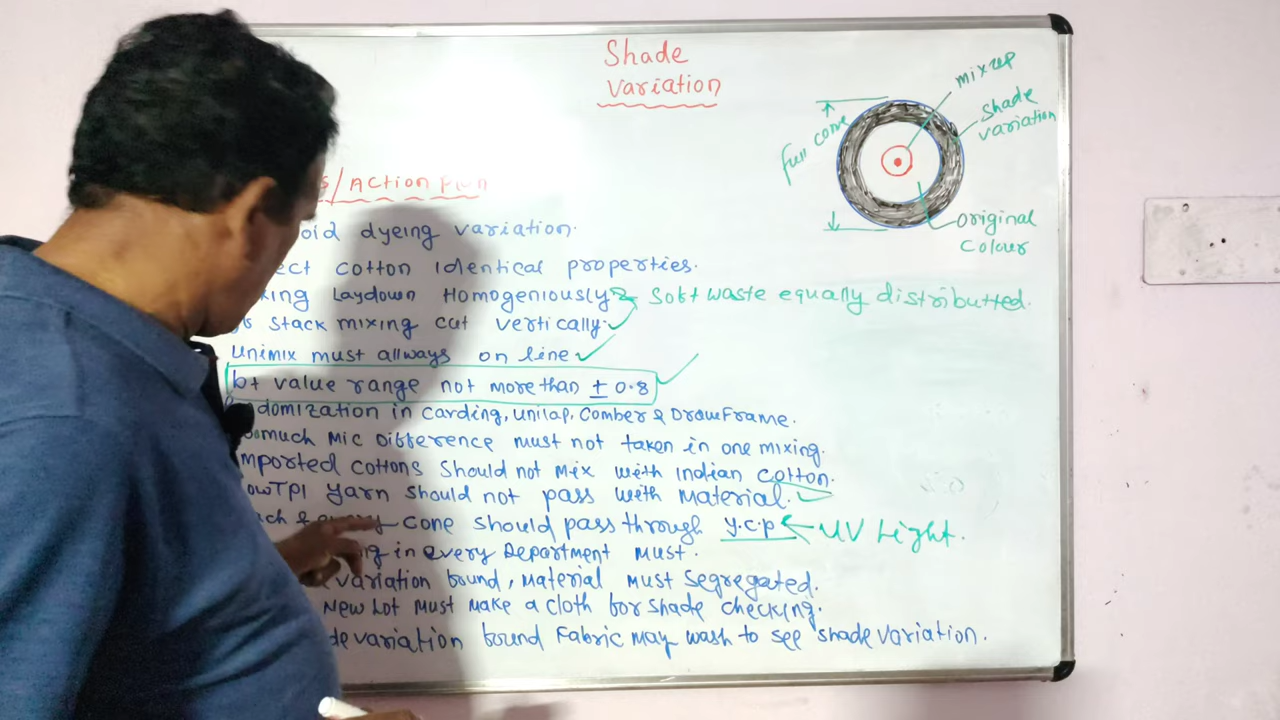 Shade
variation
mixup
Shade
variation
Full cone
original
colour
/Action Plan
oid dyeing variation.
ect cotton identical properties.
king Laydown Homogeniously Soft waste equally distributted.
stack mixing cut vertically.
Unimix must allways on line
b+ value range not more than ± 0.8
domization in carding, unilap, comber & DrawFrame.
much Mic Difference must not taken in one mixing.
mported cottons should not mix with Indian cotton.
ow TPI yarn should not pass with material.
ach & every cone should pass through y.c.p UV Light.
g in every Department must.
variation found, material must segregated.
New Lot must make a cloth for shade checking.
de variation found Fabric may wash to see shade variation.